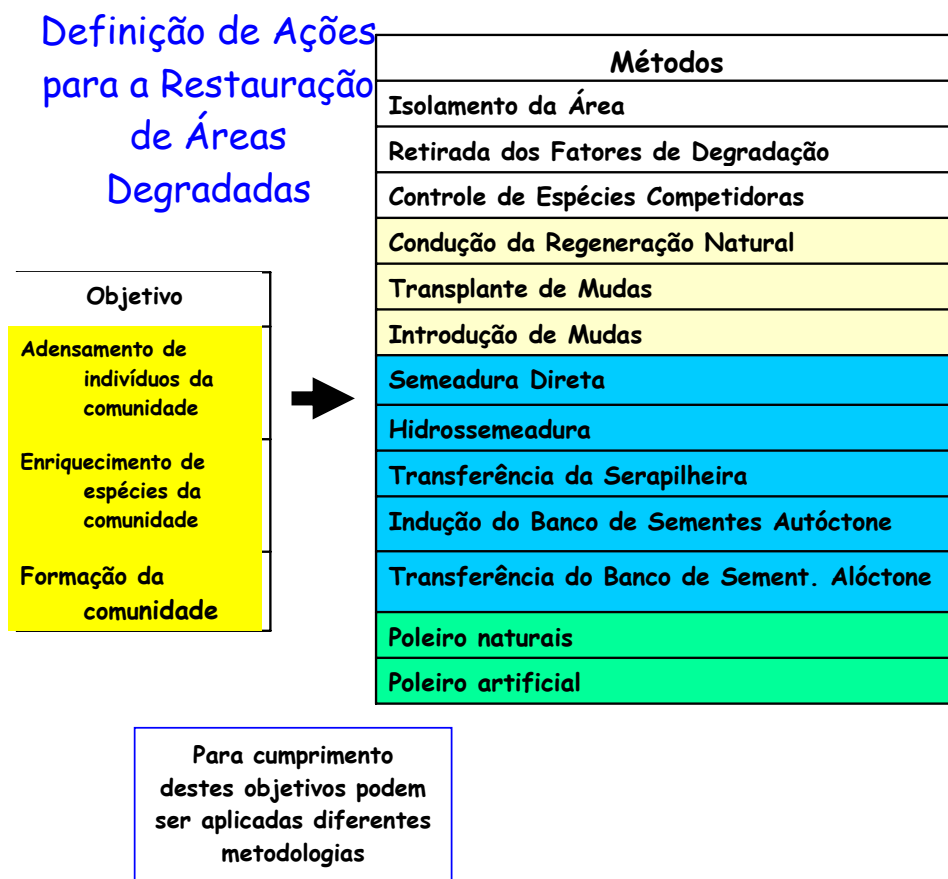 Definição de Ações
para a Restauração
de Áreas
Degradadas
Objetivo
Adensamento de
indivíduos da
comunidade
Enriquecimento de
espécies da
comunidade
Formação da
comunidade
Métodos
Isolamento da Área
Retirada dos Fatores de Degradação
Controle de Espécies Competidoras
Condução da Regeneração Natural
Transplante de Mudas
Introdução de Mudas
Semeadura Direta
Hidrossemeadura
Transferência da Serapilheira
Indução do Banco de Sementes Autóctone
Transferência do Banco de Sement. Alóctone
Poleiro naturais
Poleiro artificial
Para cumprimento
destes objetivos podem
ser aplicadas diferentes
metodologias